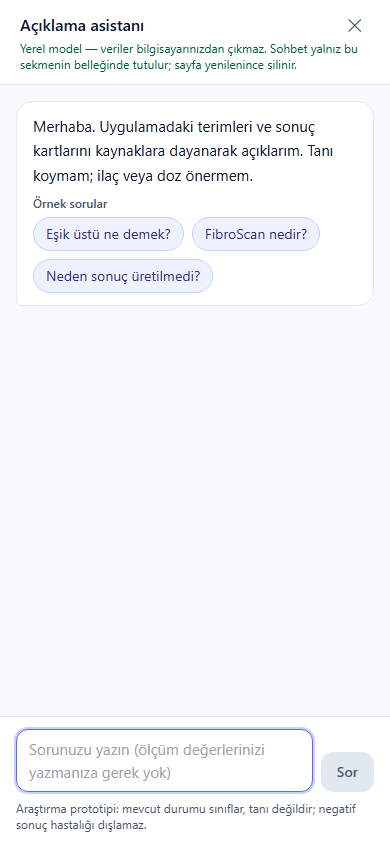 Açıklama asistanı
Yerel model — veriler bilgisayarınızdan çıkmaz. Sohbet yalnız bu
sekmenin belleğinde tutulur; sayfa yenilenince silinir.
Merhaba. Uygulamadaki terimleri ve sonuç
kartlarını kaynaklara dayanarak açıklarım. Tanı
koymam; ilaç veya doz önermem.
Örnek sorular
Eşik üstü ne demek?
FibroScan nedir?
Neden sonuç üretilmedi?
Sorunuzu yazın (ölçüm değerlerinizi
yazmanıza gerek yok)
Sor
Araştırma prototipi: mevcut durumu sınıflar, tanı değildir; negatif
sonuç hastalığı dışlamaz.